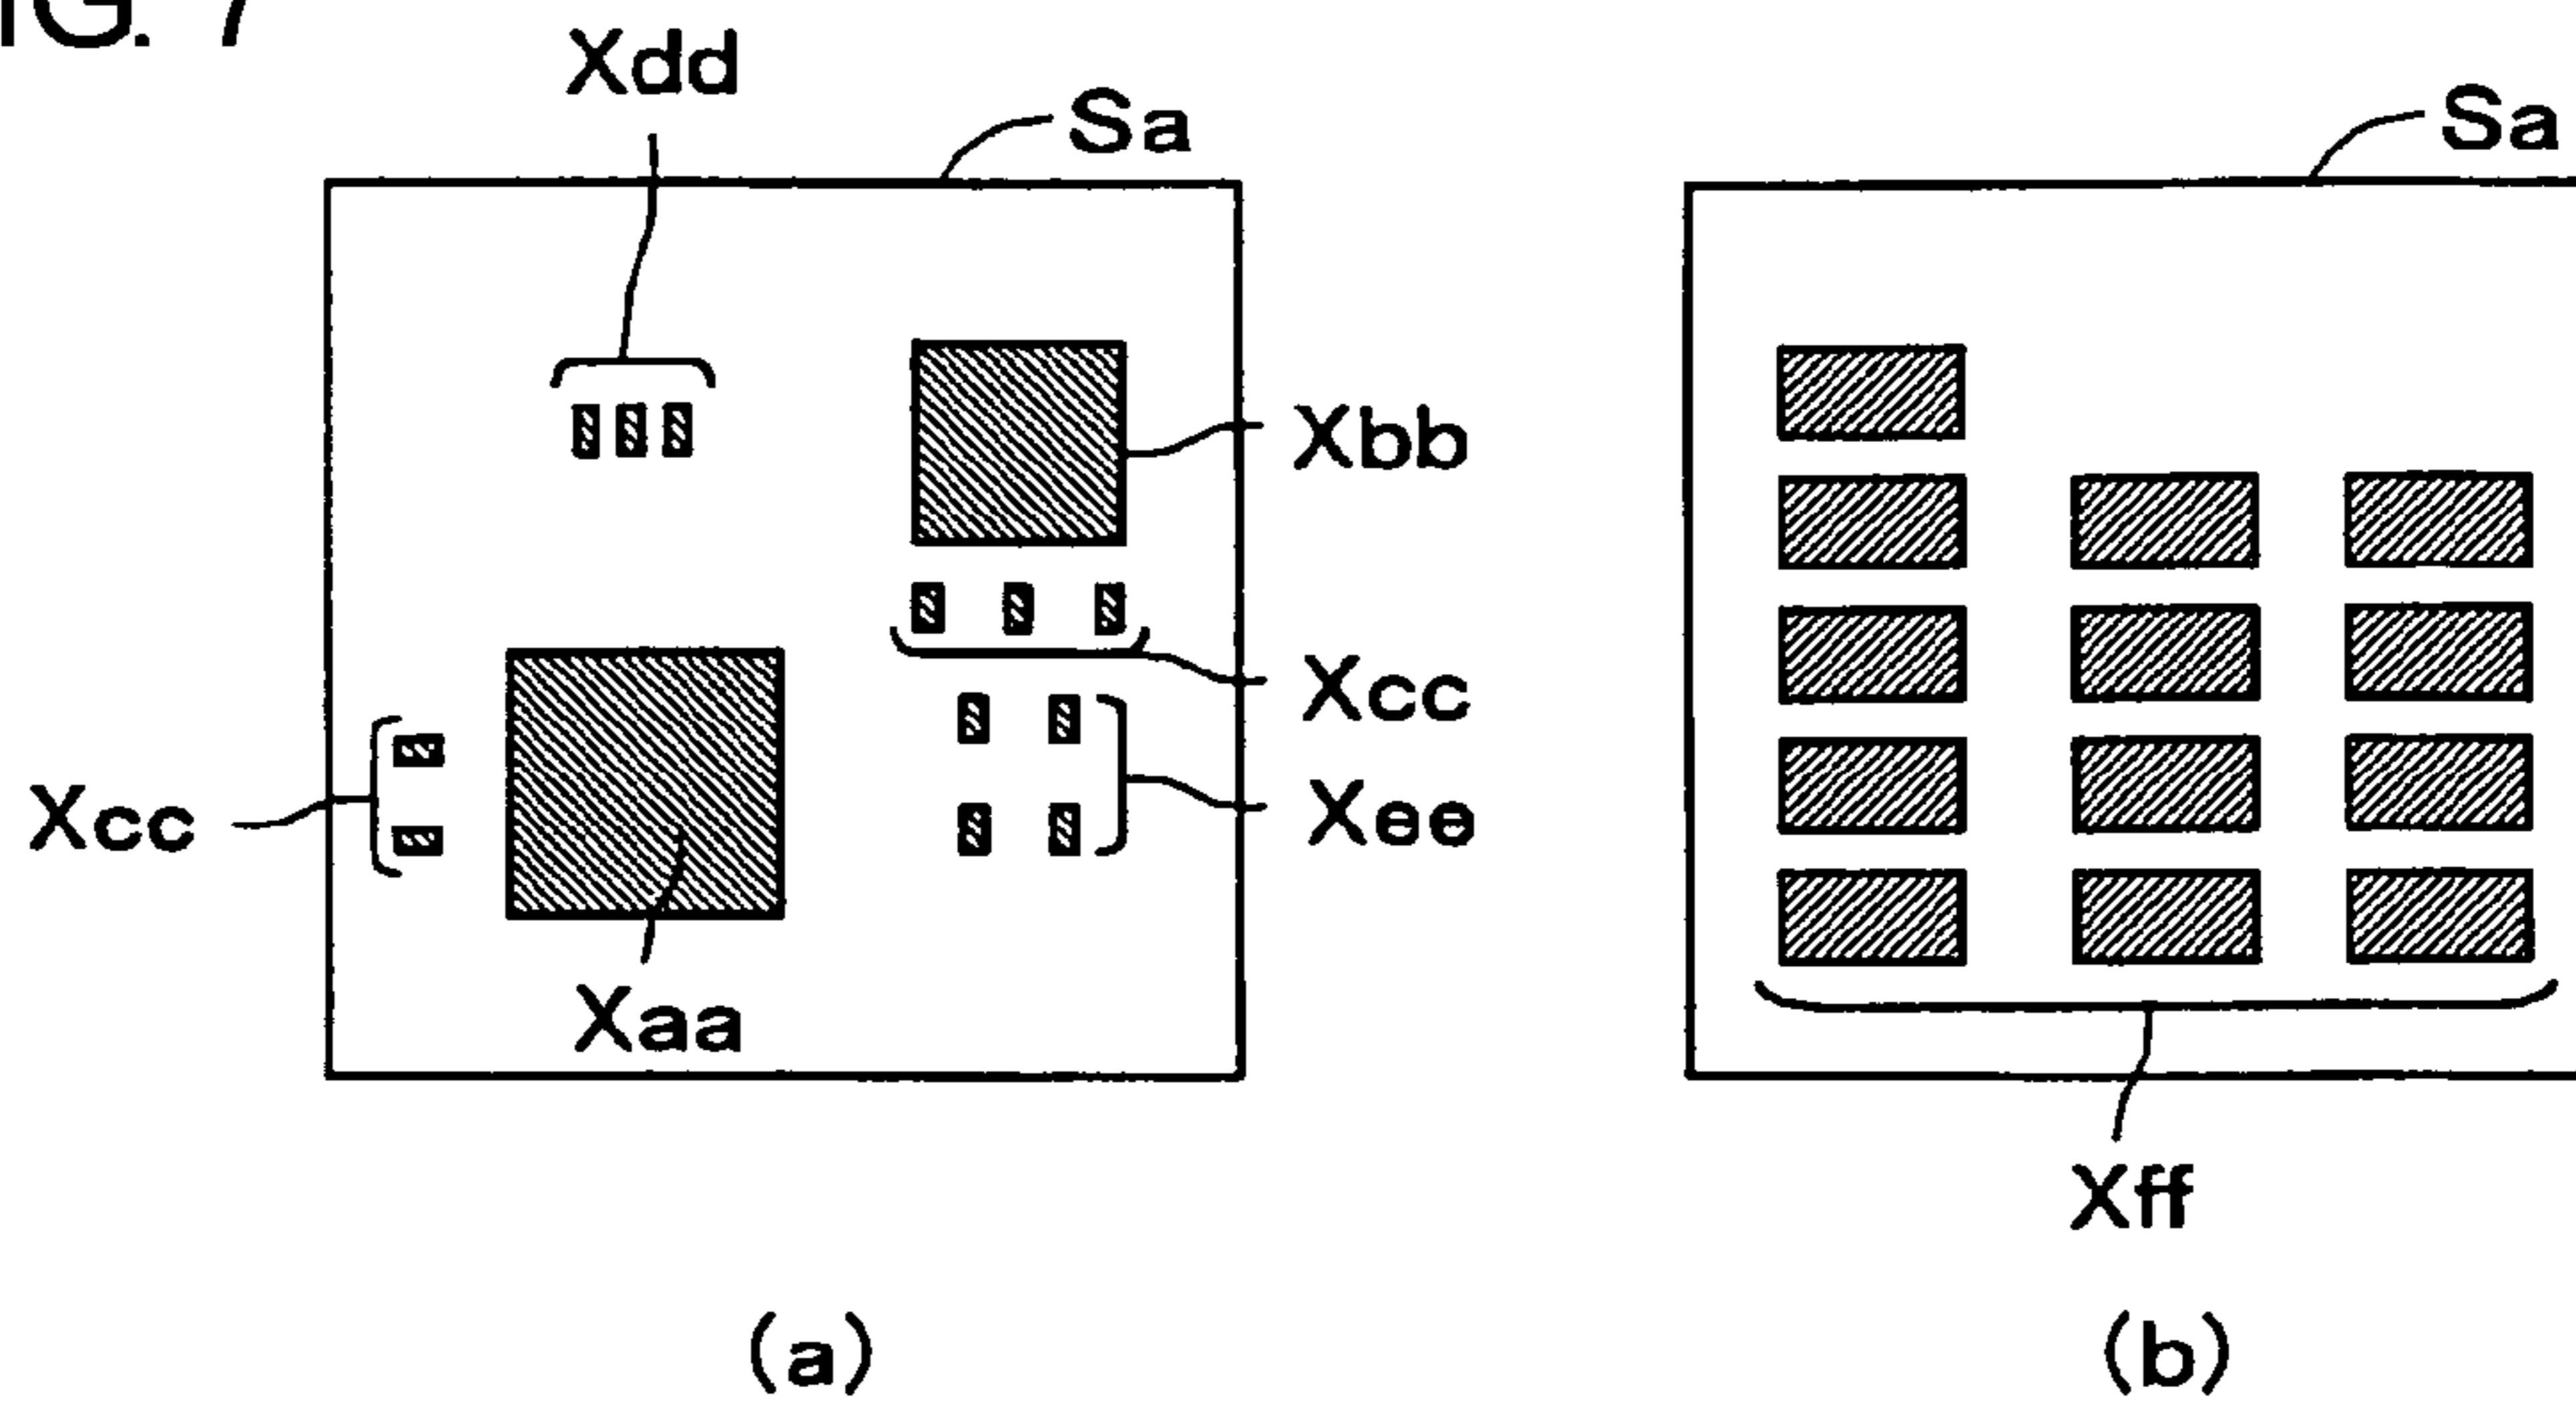 IG. 7
Xdd
Sa
Sa
Xbb
Xcc
Xcc
Xee
Xaa
Xff
(a)
(b)